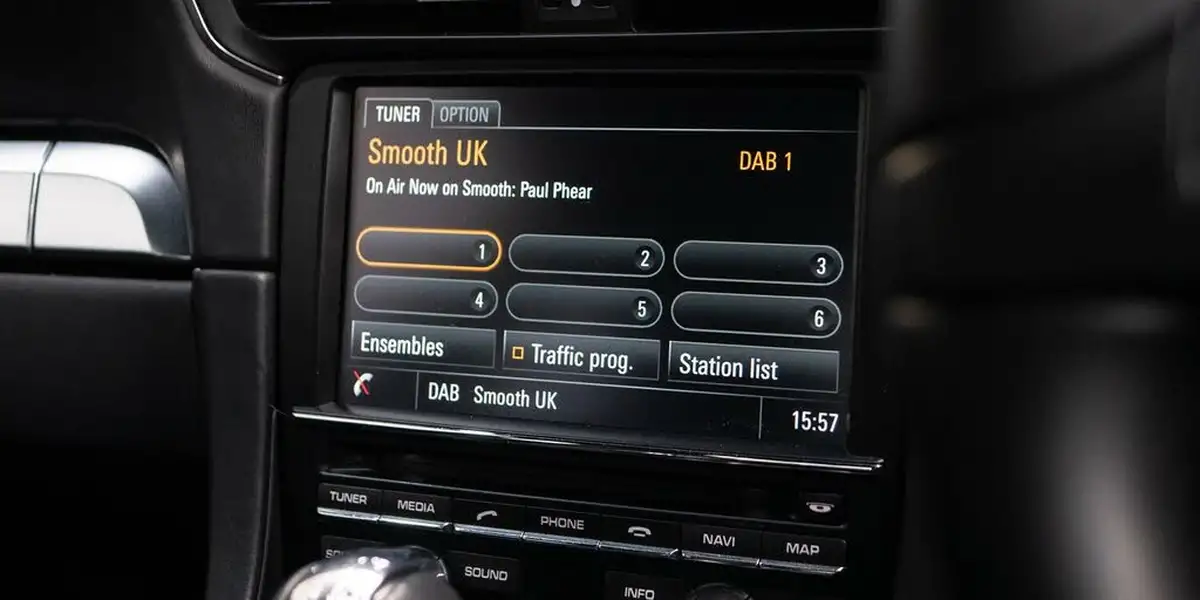 TUNER OPTION
Smooth UK DAB 1
On Air Now on Smooth: Paul Phear
1 2 3
4 5 6
Ensembles Traffic prog. Station list
DAB Smooth UK 15:57
TUNER MEDIA PHONE NAVI MAP
SOUND INFO